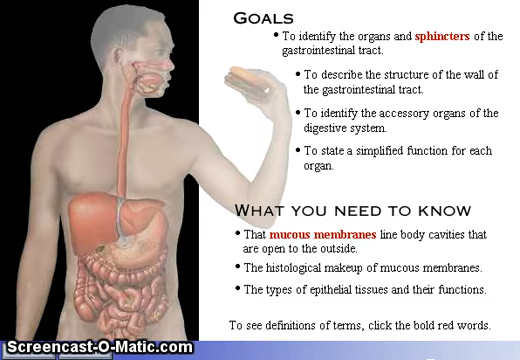 GOALS
• To identify the organs and sphincters of the
gastrointestinal tract.
• To describe the structure of the wall of
the gastrointestinal tract.
• To identify the accessory organs of the
digestive system.
• To state a simplified function for each
organ.
WHAT YOU NEED TO KNOW
• That mucous membranes line body cavities that
are open to the outside.
• The histological makeup of mucous membranes.
• The types of epithelial tissues and their functions.
To see definitions of terms, click the bold red words.
Screencast-O-Matic.com